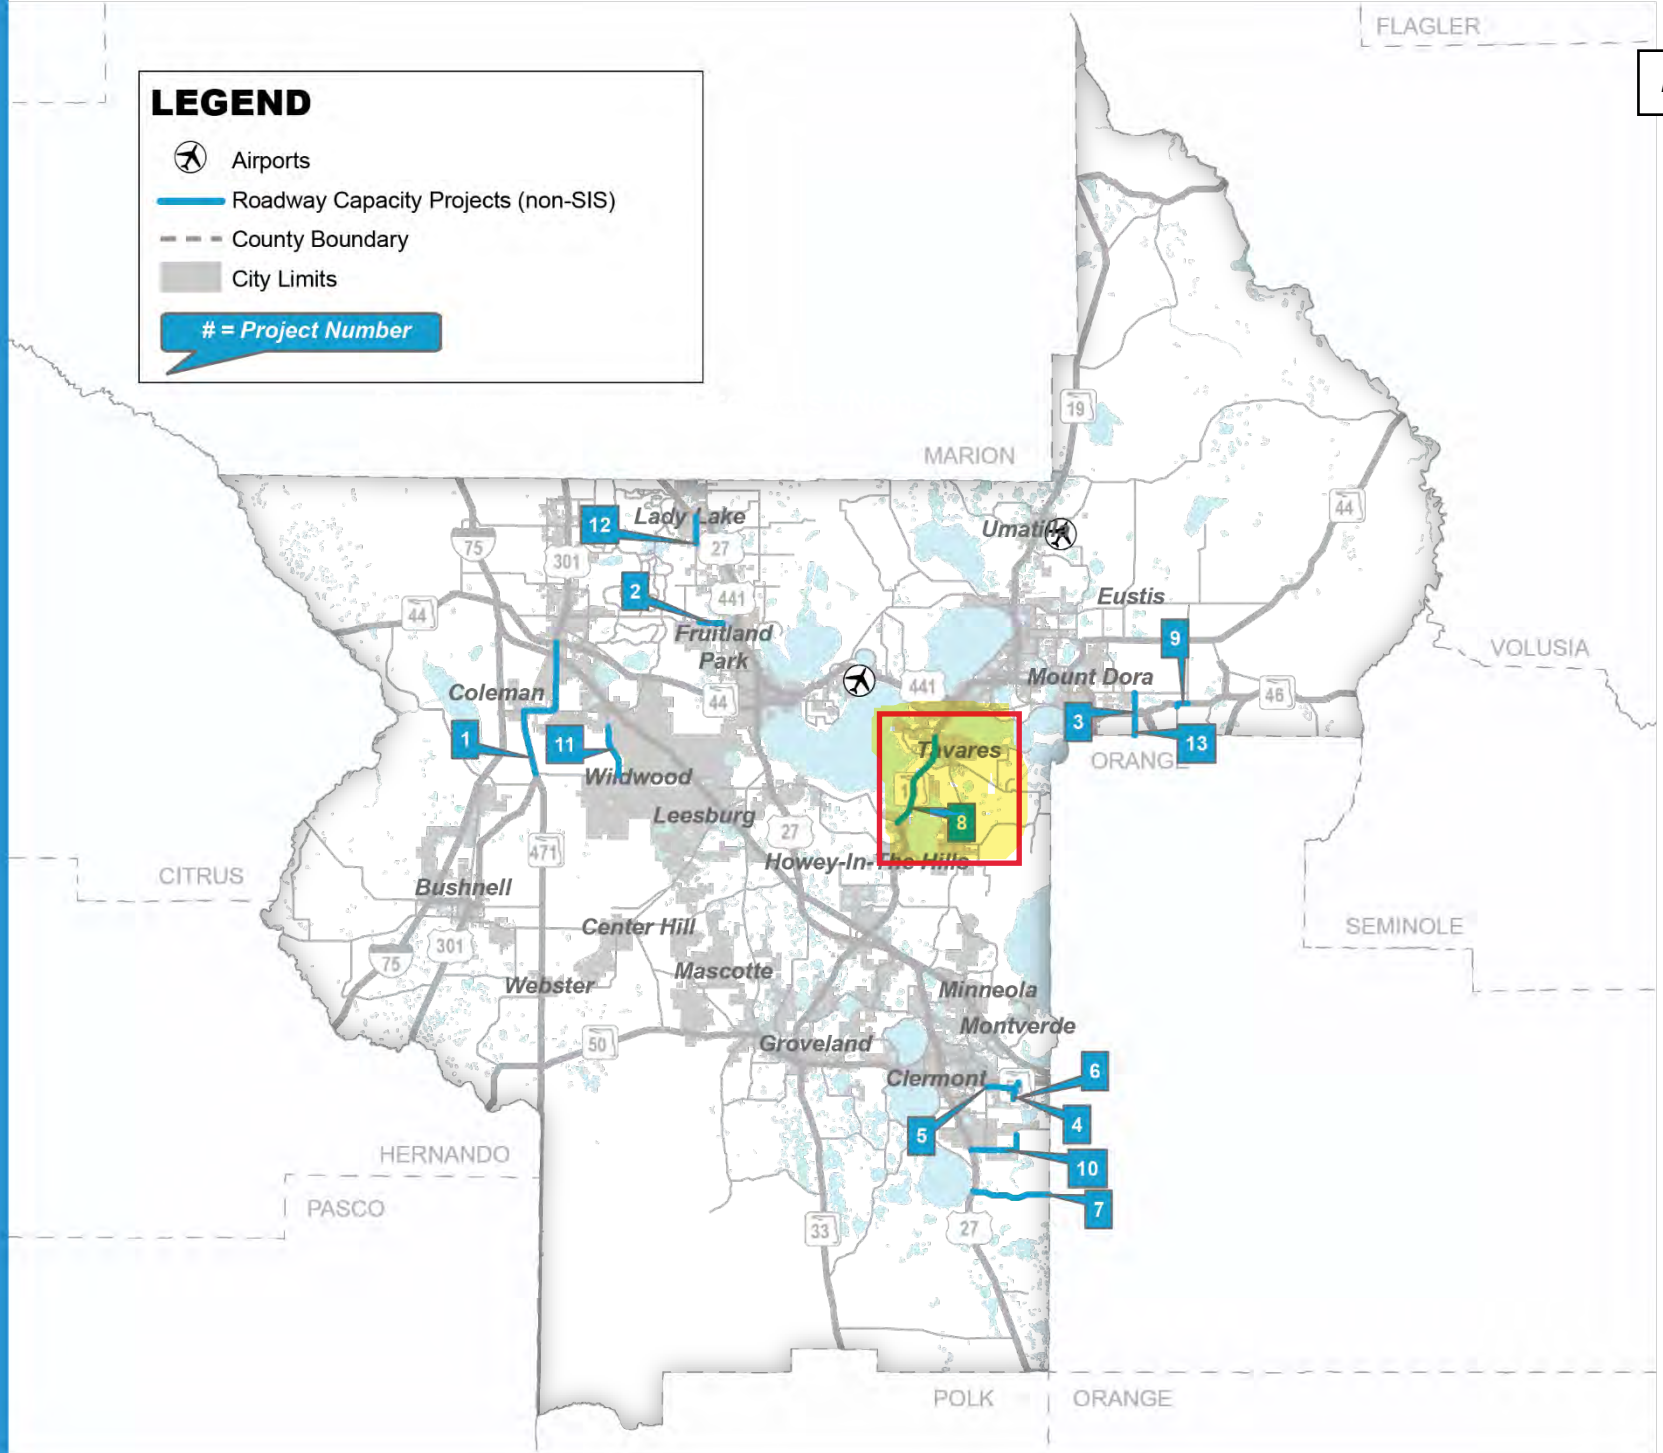 FLAGLER
LEGEND
Airports
Roadway Capacity Projects (non-SIS)
County Boundary
City Limits
# = Project Number
19
MARION
44
12
Lady Lake
Umatilla
75
301
27
2
441
Eustis
44
Fruitland
Park
9
VOLUSIA
Coleman
44
441
Mount Dora
46
1
11
3
13
Tavares
ORANGE
Wildwood
Leesburg
8
27
471
Howey-In-The Hills
CITRUS
Bushnell
Center Hill
SEMINOLE
301
75
Mascotte
Webster
Minneola
Montverde
50
Groveland
6
Clermont
5
4
HERNANDO
10
PASCO
7
33
27
POLK
ORANGE